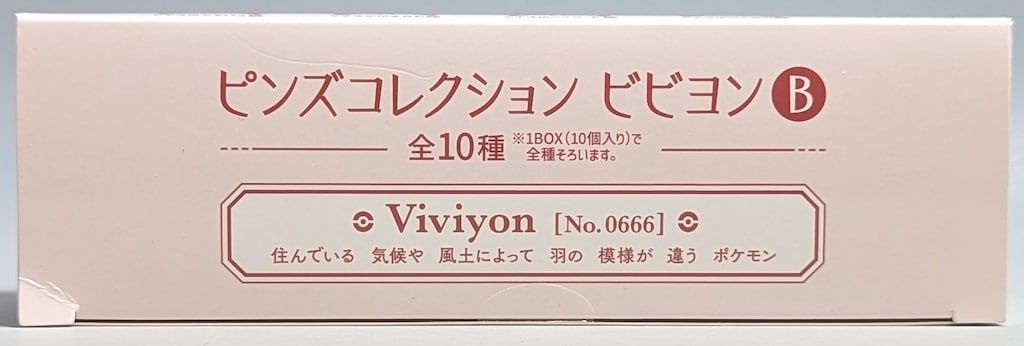 ピンズコレクション ビビヨン B
全10種 ※1BOX(10個入り)で
全種そろいます。
Viviyon [No.0666]
住んでいる 気候や 風土によって 羽の 模様が 違う ポケモン